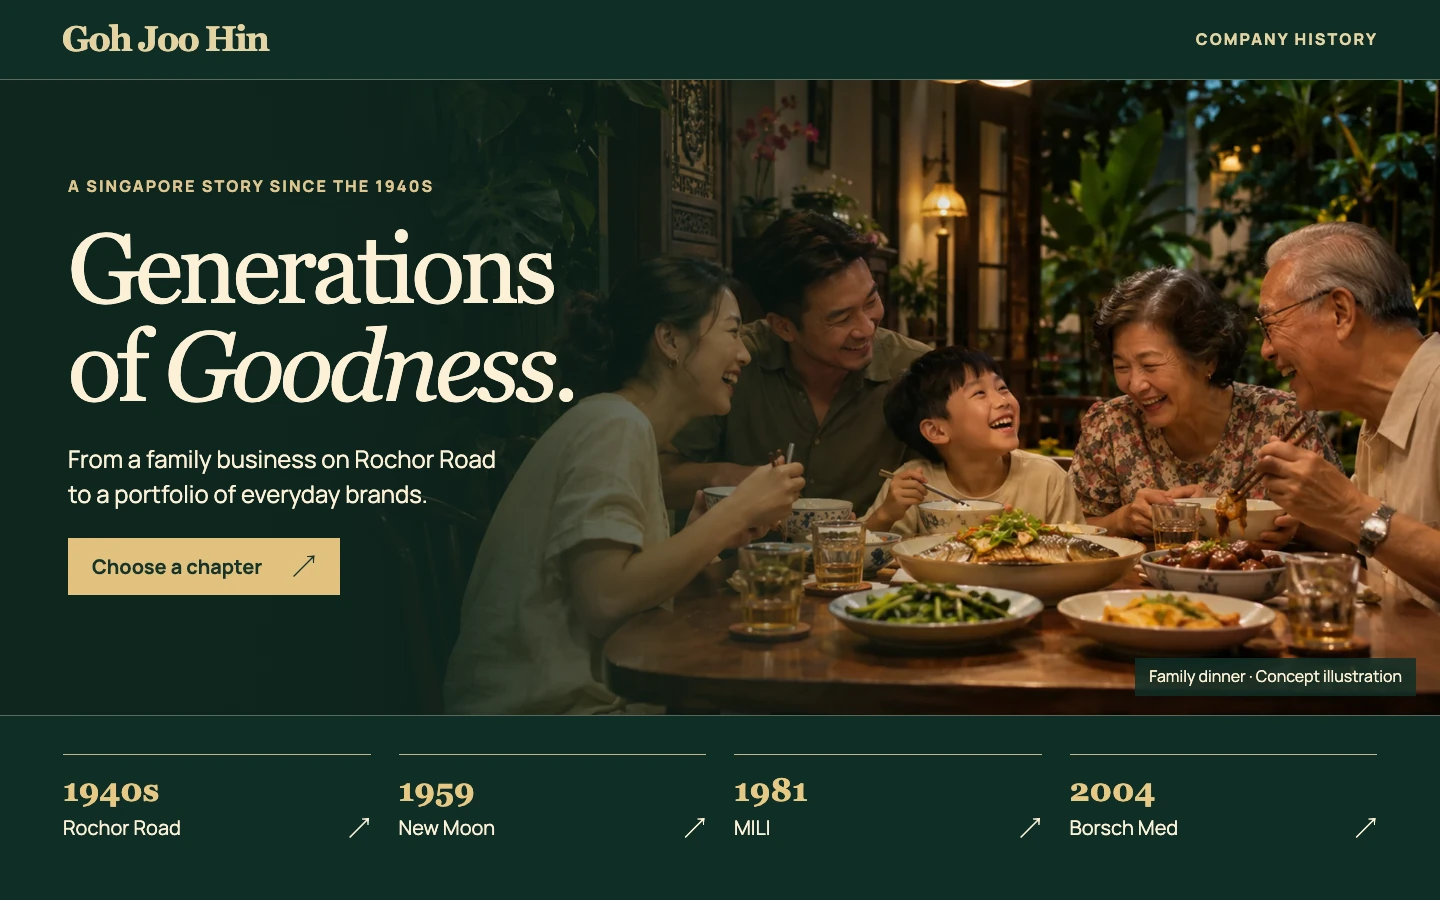 Goh Joo Hin
COMPANY HISTORY
A SINGAPORE STORY SINCE THE 1940S
Generations
of Goodness.
From a family business on Rochor Road
to a portfolio of everyday brands.
Choose a chapter
Family dinner · Concept illustration
1940s
Rochor Road
1959
New Moon
1981
MILI
2004
Borsch Med